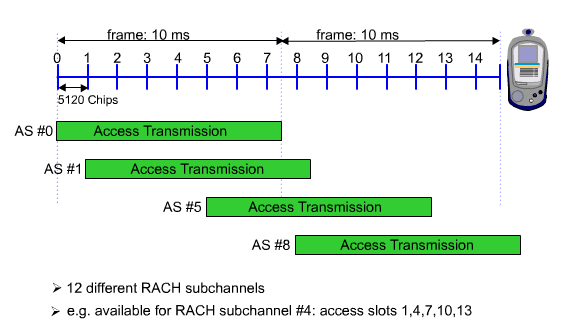 frame: 10 ms frame: 10 ms
0 1 2 3 4 5 6 7 8 9 10 11 12 13 14
5120 Chips
AS #0 Access Transmission
AS #1 Access Transmission
AS #5 Access Transmission
AS #8 Access Transmission
➢ 12 different RACH subchannels
➢ e.g. available for RACH subchannel #4: access slots 1,4,7,10,13